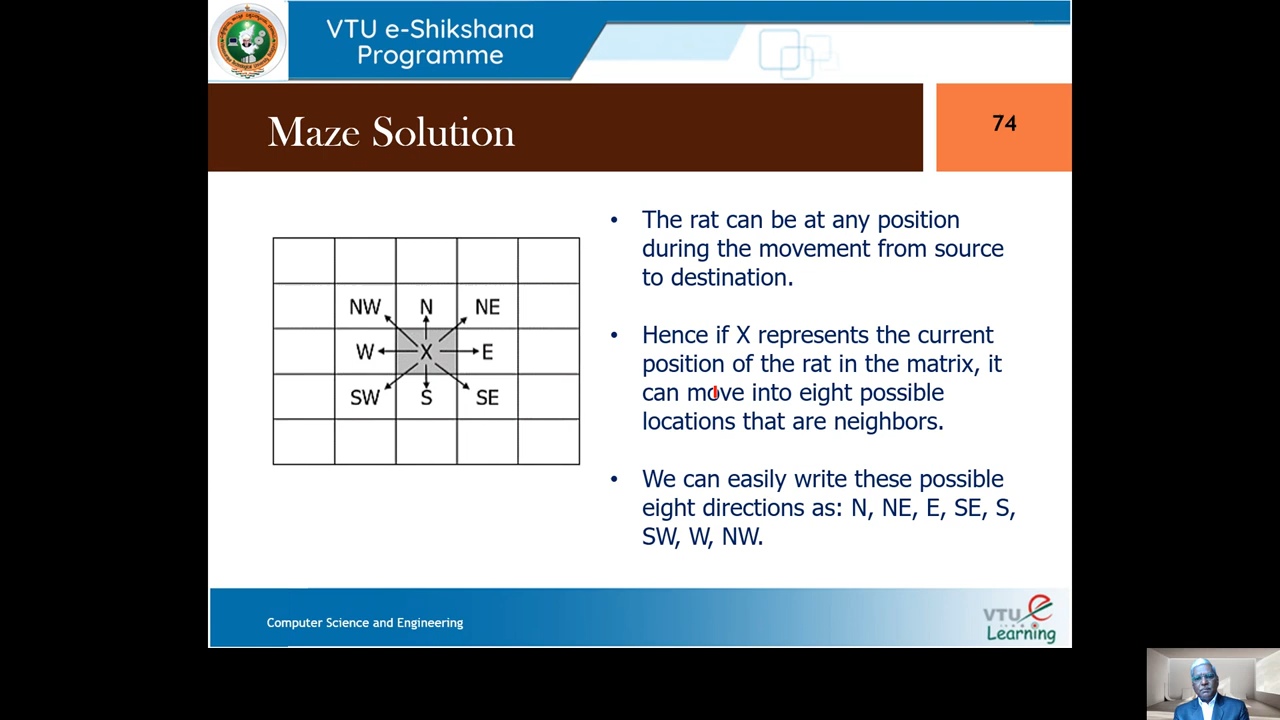 VTU e-Shikshana
Programme
Maze Solution
74
NW N NE
W X E
SW S SE
• The rat can be at any position
during the movement from source
to destination.
• Hence if X represents the current
position of the rat in the matrix, it
can move into eight possible
locations that are neighbors.
• We can easily write these possible
eight directions as: N, NE, E, SE, S,
SW, W, NW.
Computer Science and Engineering
VTU e
Learning